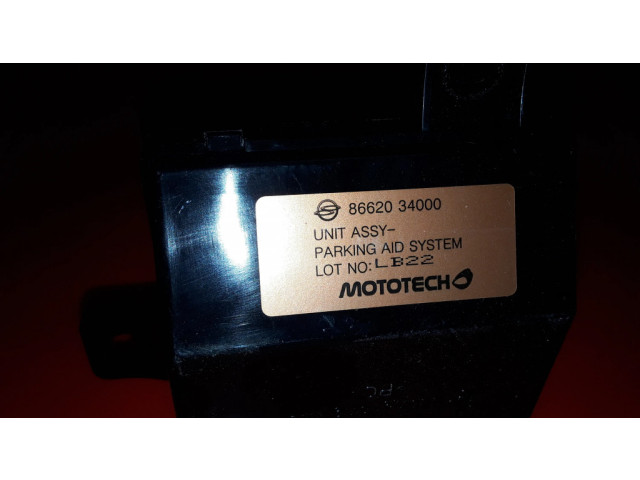 86620 34000
UNIT ASSY-
PARKING AID SYSTEM
LOT NO: LB22
MOTOTECH